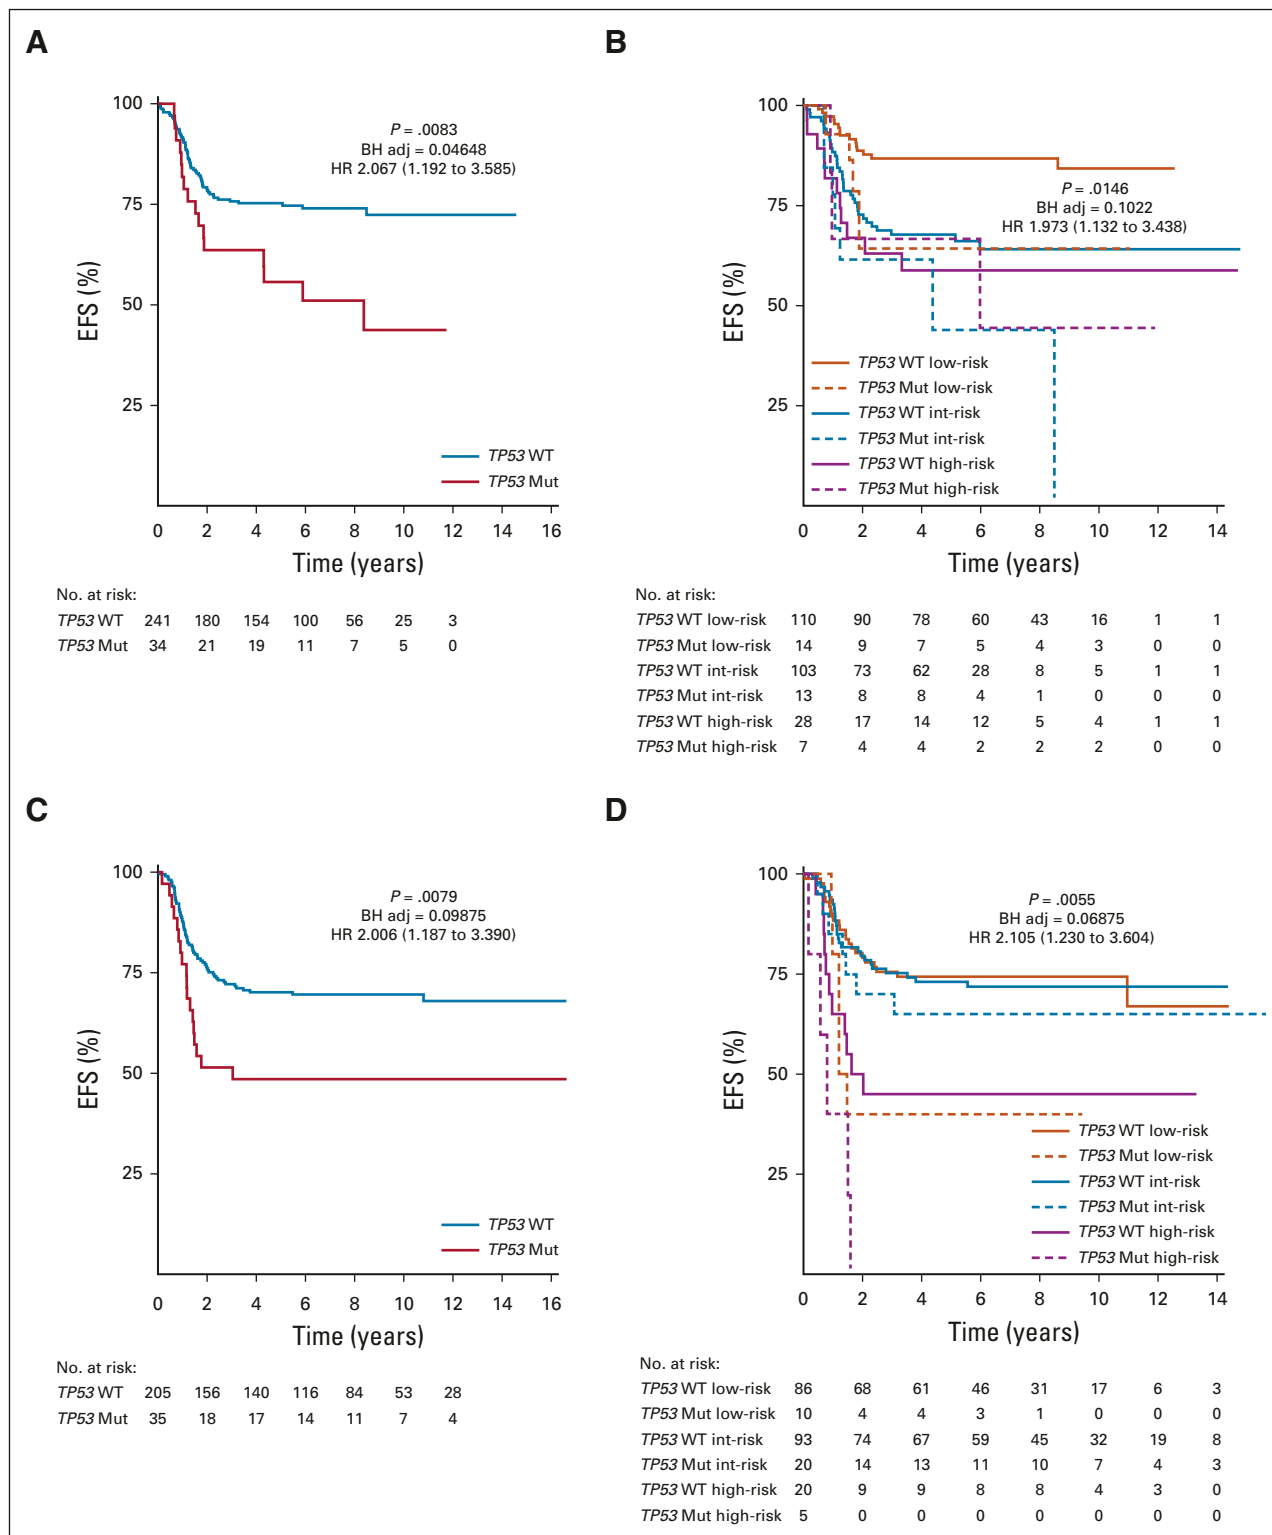 A
100
75
50
25
EFS (%)
P = .0083
BH adj = 0.04648
HR 2.067 (1.192 to 3.585)
TP53 WT
TP53 Mut
0 2 4 6 8 10 12 14 16
Time (years)
No. at risk:
TP53 WT 241 180 154 100 56 25 3
TP53 Mut 34 21 19 11 7 5 0
B
100
75
50
25
EFS (%)
P = .0146
BH adj = 0.1022
HR 1.973 (1.132 to 3.438)
TP53 WT low-risk
TP53 Mut low-risk
TP53 WT int-risk
TP53 Mut int-risk
TP53 WT high-risk
TP53 Mut high-risk
0 2 4 6 8 10 12 14
Time (years)
No. at risk:
TP53 WT low-risk 110 90 78 60 43 16 1 1
TP53 Mut low-risk 14 9 7 5 4 3 0 0
TP53 WT int-risk 103 73 62 28 8 5 1 1
TP53 Mut int-risk 13 8 8 4 1 0 0 0
TP53 WT high-risk 28 17 14 12 5 4 1 1
TP53 Mut high-risk 7 4 4 2 2 2 0 0
C
100
75
50
25
EFS (%)
P = .0079
BH adj = 0.09875
HR 2.006 (1.187 to 3.390)
TP53 WT
TP53 Mut
0 2 4 6 8 10 12 14 16
Time (years)
No. at risk:
TP53 WT 205 156 140 116 84 53 28
TP53 Mut 35 18 17 14 11 7 4
D
100
75
50
25
EFS (%)
P = .0055
BH adj = 0.06875
HR 2.105 (1.230 to 3.604)
TP53 WT low-risk
TP53 Mut low-risk
TP53 WT int-risk
TP53 Mut int-risk
TP53 WT high-risk
TP53 Mut high-risk
0 2 4 6 8 10 12 14
Time (years)
No. at risk:
TP53 WT low-risk 86 68 61 46 31 17 6 3
TP53 Mut low-risk 10 4 4 3 1 0 0 0
TP53 WT int-risk 93 74 67 59 45 32 19 8
TP53 Mut int-risk 20 14 13 11 10 7 4 3
TP53 WT high-risk 20 9 9 8 8 4 3 0
TP53 Mut high-risk 5 0 0 0 0 0 0 0